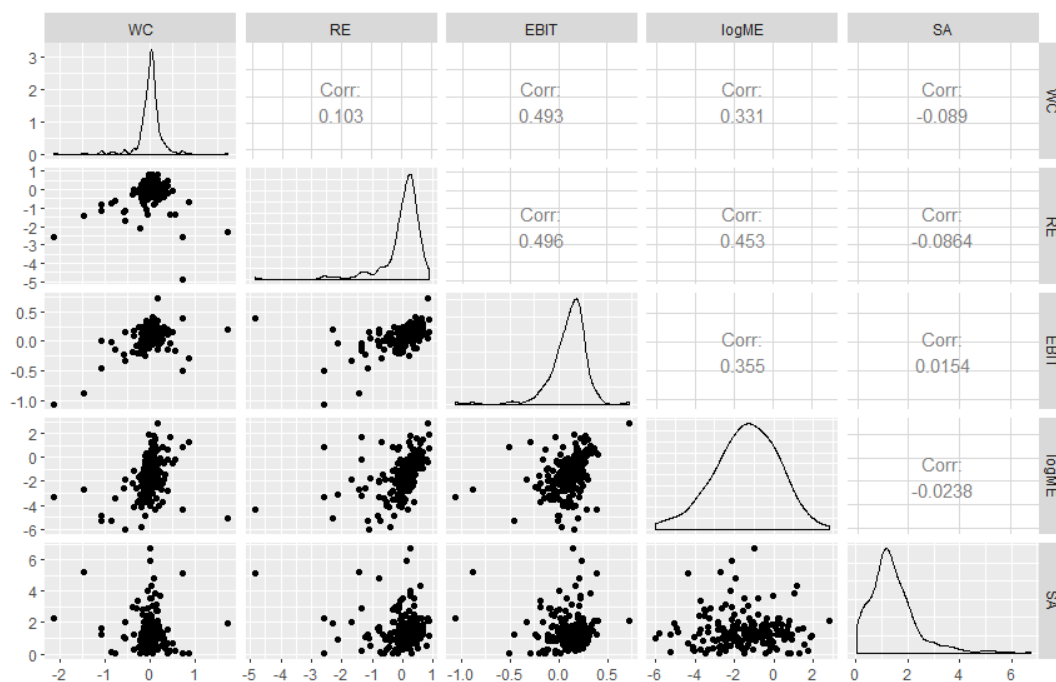 WC RE EBIT logME SA
3
2
1
0
Corr:
0.103
Corr:
0.493
Corr:
0.331
Corr:
-0.089
WC
1
0
-1
-2
-3
-4
-5
Corr:
0.496
Corr:
0.453
Corr:
-0.0864
RE
0.5
0.0
-0.5
-1.0
Corr:
0.355
Corr:
0.0154
EBIT
2
0
-2
-4
-6
Corr:
-0.0238
logME
6
4
2
0
SA
-2 -1 0 1 -5 -4 -3 -2 -1 0 1 -1.0 -0.5 0.0 0.5 -6 -4 -2 0 2 0 2 4 6